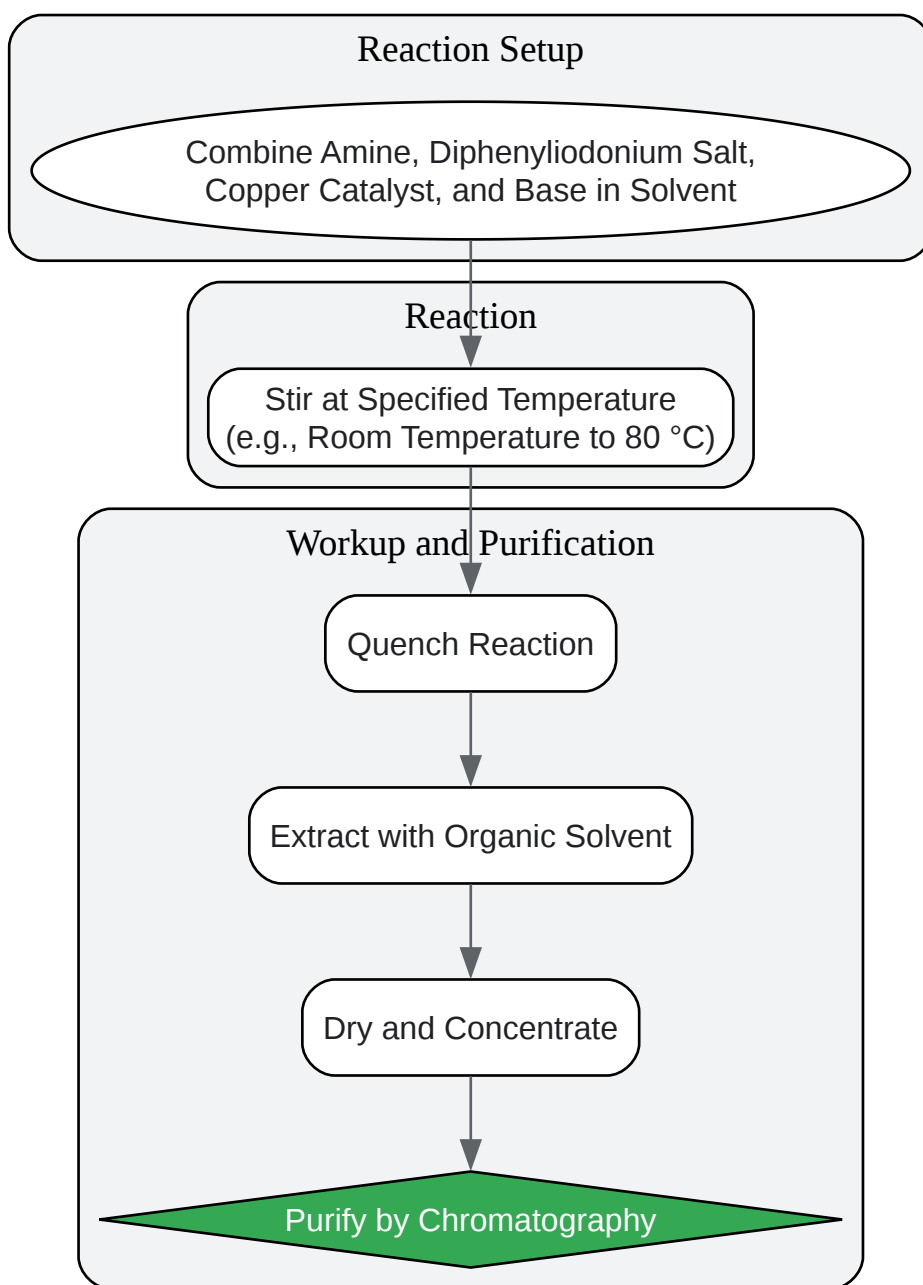 Reaction Setup
Combine Amine, Diphenyliodonium Salt,
Copper Catalyst, and Base in Solvent
Reaction
Stir at Specified Temperature
(e.g., Room Temperature to 80 °C)
Workup and Purification
Quench Reaction
Extract with Organic Solvent
Dry and Concentrate
Purify by Chromatography